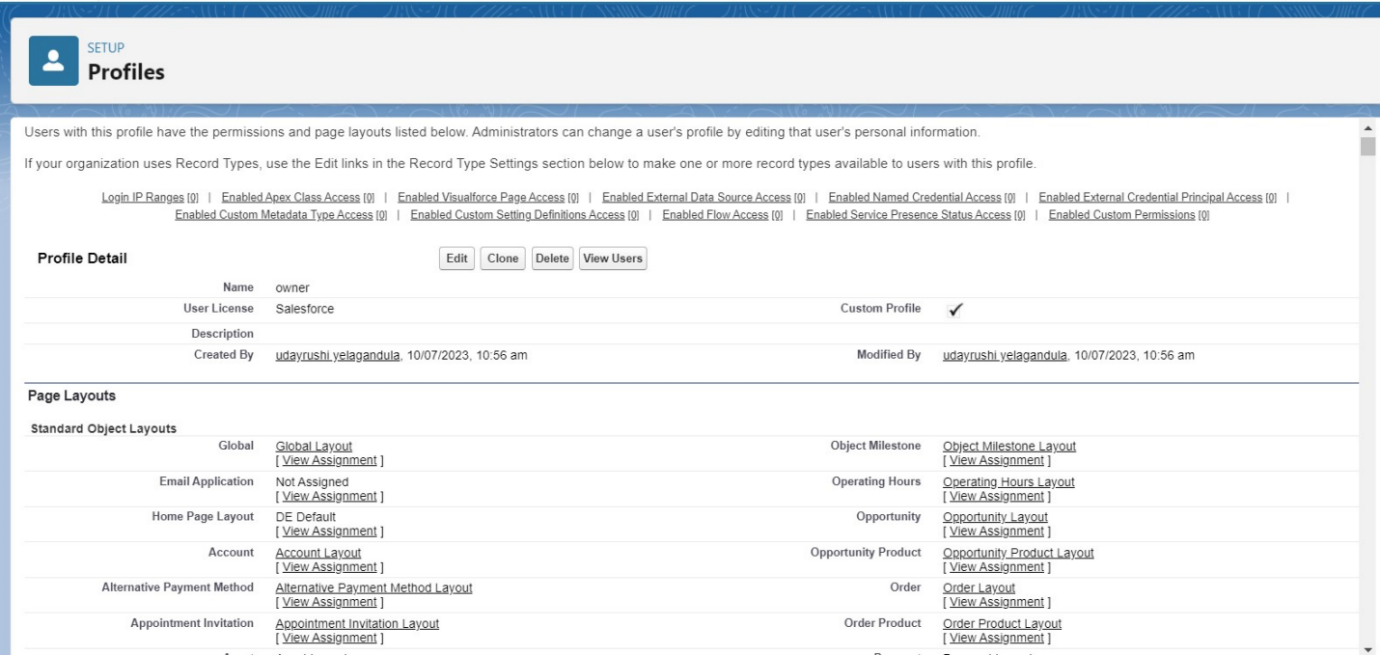 SETUP
Profiles
Users with this profile have the permissions and page layouts listed below. Administrators can change a user's profile by editing that user's personal information.
If your organization uses Record Types, use the Edit links in the Record Type Settings section below to make one or more record types available to users with this profile.
Login IP Ranges [0] | Enabled Apex Class Access [0] | Enabled Visualforce Page Access [0] | Enabled External Data Source Access [0] | Enabled Named Credential Access [0] | Enabled External Credential Principal Access [0] |
Enabled Custom Metadata Type Access [0] | Enabled Custom Setting Definitions Access [0] | Enabled Flow Access [0] | Enabled Service Presence Status Access [0] | Enabled Custom Permissions [0]
Profile Detail Edit Clone Delete View Users
Name owner
User License Salesforce Custom Profile
Description
Created By udayrushi yelagandula, 10/07/2023, 10:56 am Modified By udayrushi yelagandula, 10/07/2023, 10:56 am
Page Layouts
Standard Object Layouts
Global Global Layout Object Milestone Object Milestone Layout
[ View Assignment ] [ View Assignment ]
Email Application Not Assigned Operating Hours Operating Hours Layout
[ View Assignment ] [ View Assignment ]
Home Page Layout DE Default Opportunity Opportunity Layout
[ View Assignment ] [ View Assignment ]
Account Account Layout Opportunity Product Opportunity Product Layout
[ View Assignment ] [ View Assignment ]
Alternative Payment Method Alternative Payment Method Layout Order Order Layout
[ View Assignment ] [ View Assignment ]
Appointment Invitation Appointment Invitation Layout Order Product Order Product Layout
[ View Assignment ] [ View Assignment ]